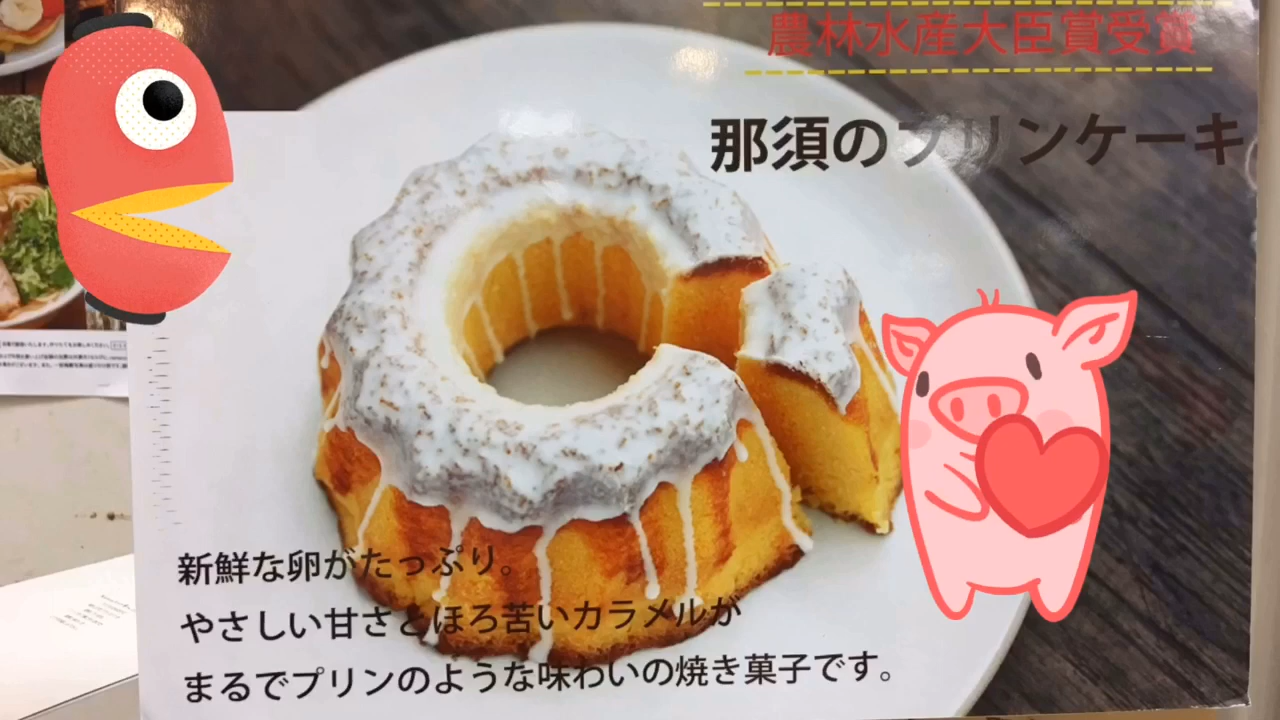 農林水産大臣賞受賞
那須のプリンケーキ
新鮮な卵がたっぷり。
やさしい甘さとほろ苦いカラメルが
まるでプリンのような味わいの焼き菓子です。